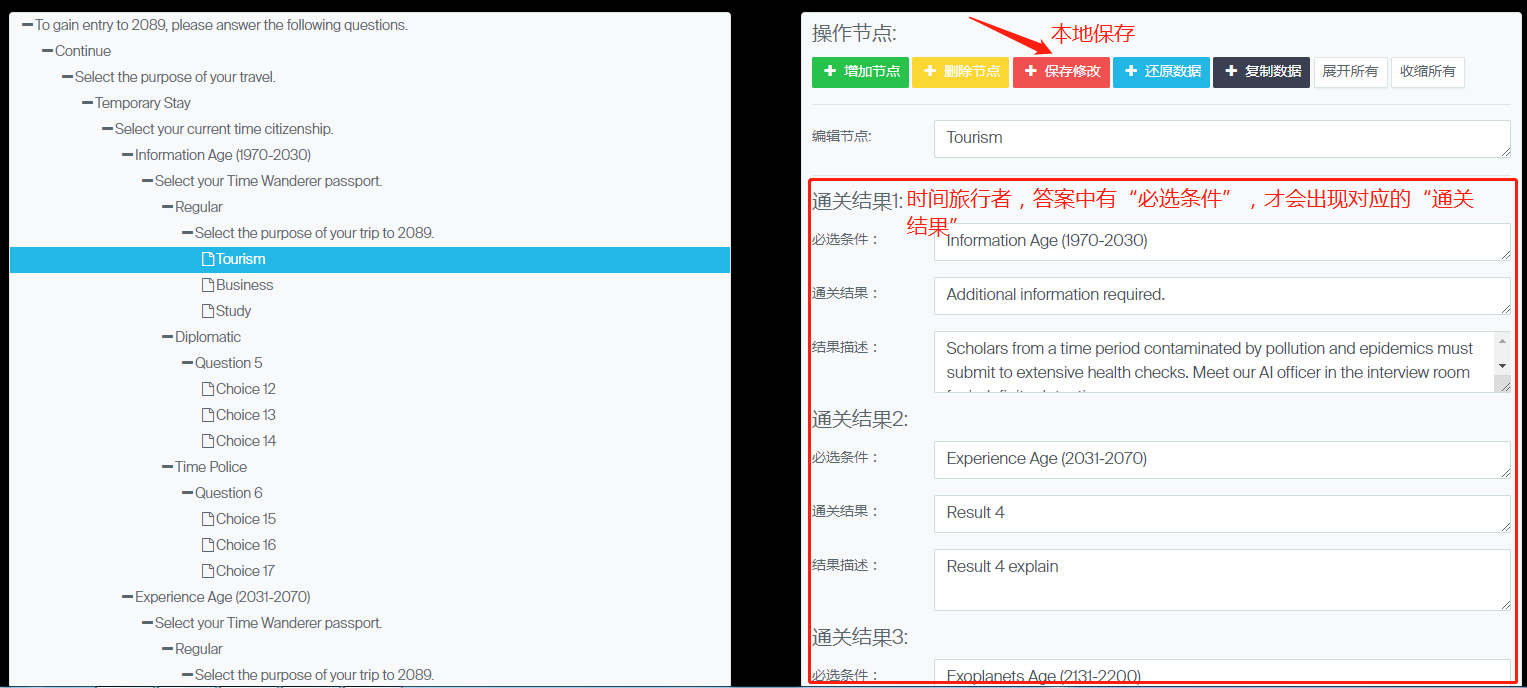 To gain entry to 2089, please answer the following questions.
Continue
Select the purpose of your travel.
Temporary Stay
Select your current time citizenship.
Information Age (1970-2030)
Select your Time Wanderer passport.
Regular
Select the purpose of your trip to 2089.
Tourism
Business
Study
Diplomatic
Question 5
Choice 12
Choice 13
Choice 14
Time Police
Question 6
Choice 15
Choice 16
Choice 17
Experience Age (2031-2070)
Select your Time Wanderer passport.
Regular
Select the purpose of your trip to 2089.
操作节点:
本地保存
增加节点 删除节点 保存修改 还原数据 复制数据 展开所有 收缩所有
编辑节点: Tourism
通关结果1:
时间旅行者，答案中有“必选条件”，才会出现对应的“通关
结果”
必选条件： Information Age (1970-2030)
通关结果： Additional information required.
结果描述： Scholars from a time period contaminated by pollution and epidemics must
submit to extensive health checks. Meet our AI officer in the interview room
通关结果2:
必选条件： Experience Age (2031-2070)
通关结果： Result 4
结果描述： Result 4 explain
通关结果3:
必选条件： Exoplanets Age (2131-2200)